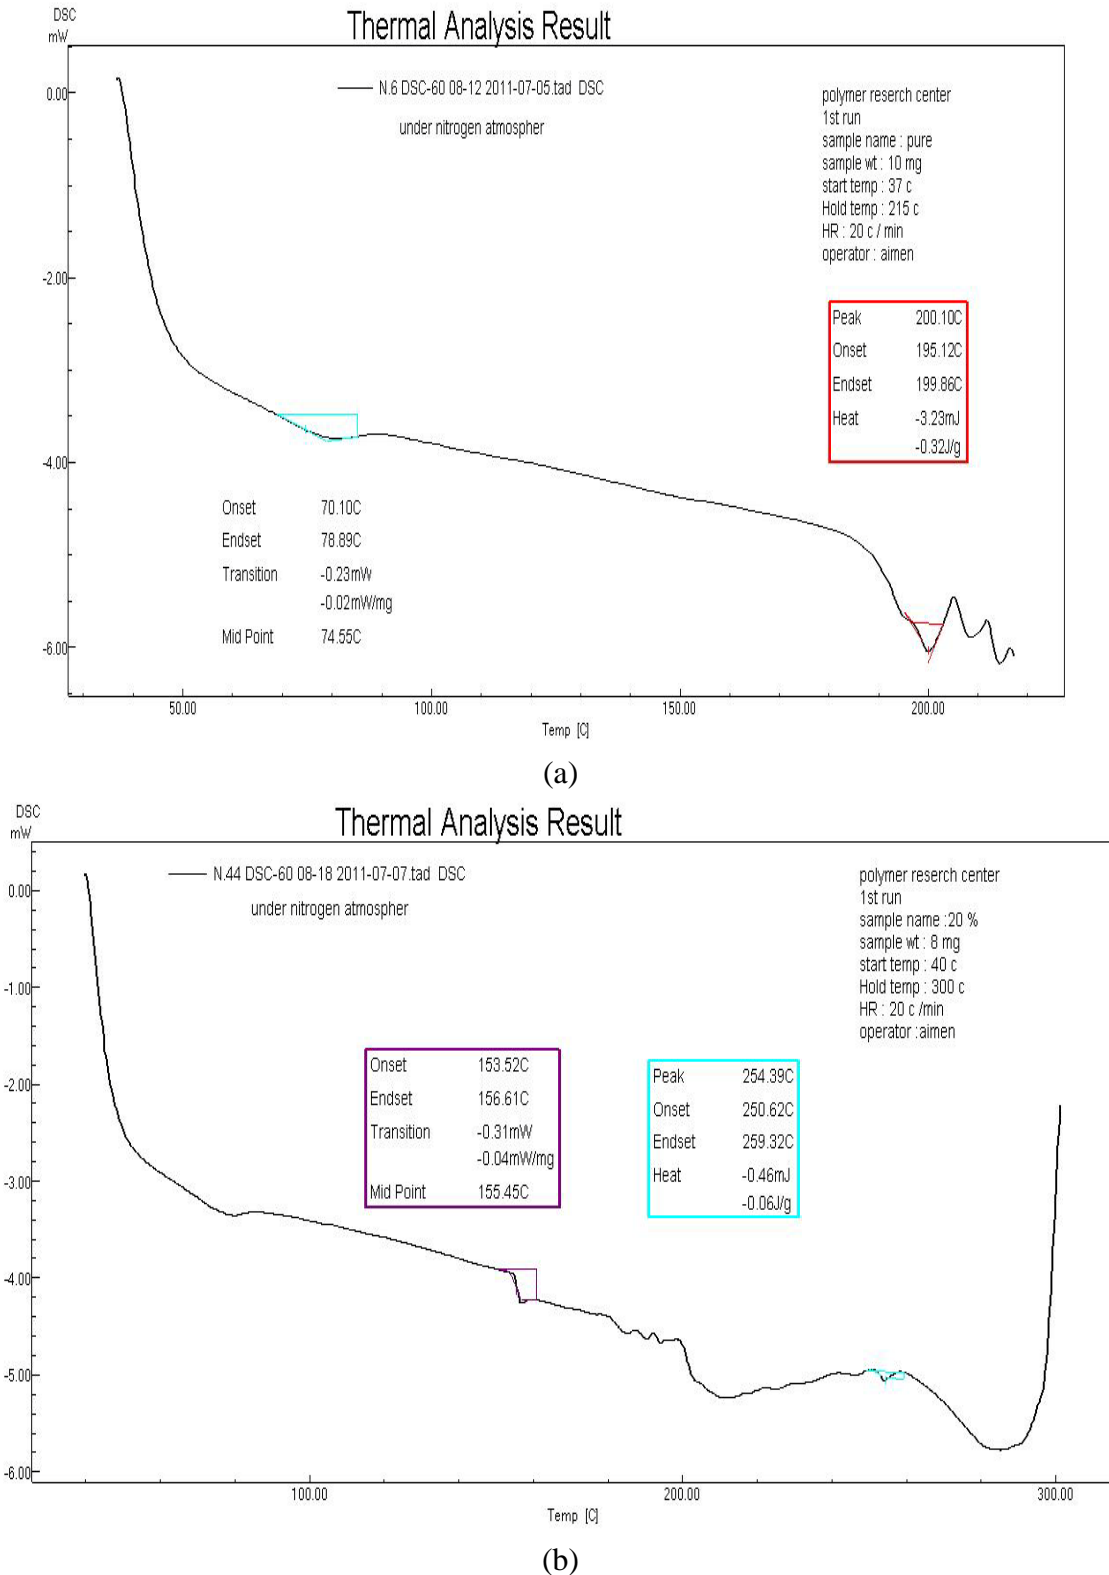 DSC
mW
Thermal Analysis Result
N.6 DSC-60 08-12 2011-07-05.tad DSC
under nitrogen atmospher
polymer reserch center
1st run
sample name : pure
sample wt : 10 mg
start temp : 37 c
Hold temp : 215 c
HR : 20 c / min
operator : aimen
Peak 200.10C
Onset 195.12C
Endset 199.86C
Heat -3.23mJ
-0.32J/g
0.00
-2.00
-4.00
-6.00
Onset 70.10C
Endset 78.89C
Transition -0.23mW
-0.02mW/mg
Mid Point 74.55C
50.00 100.00 150.00 200.00
Temp [C]
(a)
DSC
mW
Thermal Analysis Result
N.44 DSC-60 08-18 2011-07-07.tad DSC
under nitrogen atmospher
polymer reserch center
1st run
sample name :20 %
sample wt : 8 mg
start temp : 40 c
Hold temp : 300 c
HR : 20 c /min
operator :aimen
0.00
-1.00
-2.00
-3.00
-4.00
-5.00
-6.00
Onset 153.52C
Endset 156.61C
Transition -0.31mW
-0.04mW/mg
Mid Point 155.45C
Peak 254.39C
Onset 250.62C
Endset 259.32C
Heat -0.46mJ
-0.06J/g
100.00 200.00 300.00
Temp [C]
(b)